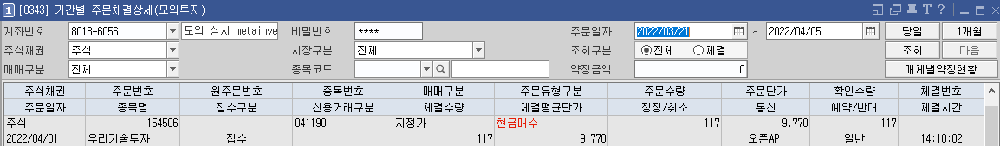 1 [0343] 기간별 주문체결상세(모의투자) T ?
계좌번호 8018-6056 모의_상시_metainve 비밀번호 **** 주문일자 2022/03/21 ~ 2022/04/05 당일 1개월
주식채권 주식 시장구분 전체 조회구분 전체 체결 조회 다음
매매구분 전체 종목코드 약정금액 0 매체별약정현황
주식채권 주문번호 원주문번호 종목번호 매매구분 주문유형구분 주문수량 주문단가 확인수량 체결번호
주문일자 종목명 접수구분 신용거래구분 체결수량 체결평균단가 정정/취소 통신 예약/반대 체결시간
주식 154506 041190 지정가 현금매수 117 9,770 117
2022/04/01 우리기술투자 접수 117 9,770 오픈API 일반 14:10:02